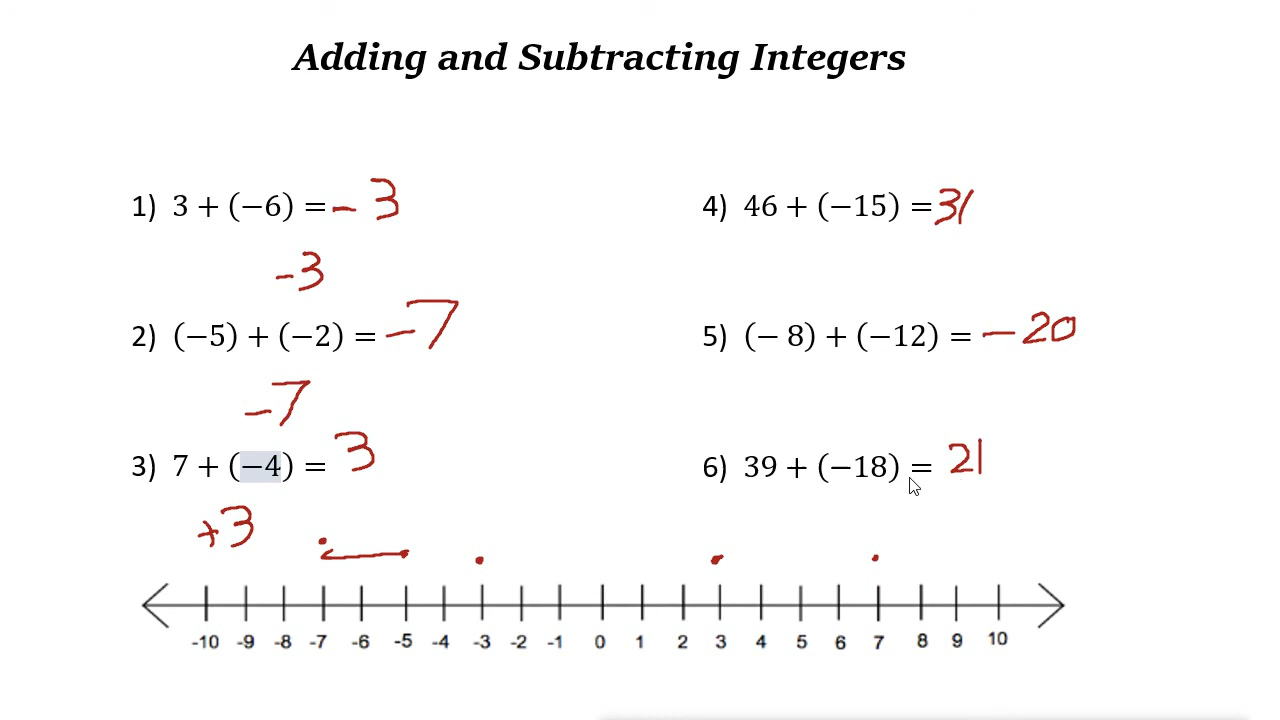 Adding and Subtracting Integers
1) 3 + (−6) = - 3
-3
2) (−5) + (−2) = -7
-7
3) 7 + (−4) = 3
+3
4) 46 + (−15) = 31
5) (− 8) + (−12) = -20
6) 39 + (−18) = 21
-10 -9 -8 -7 -6 -5 -4 -3 -2 -1 0 1 2 3 4 5 6 7 8 9 10